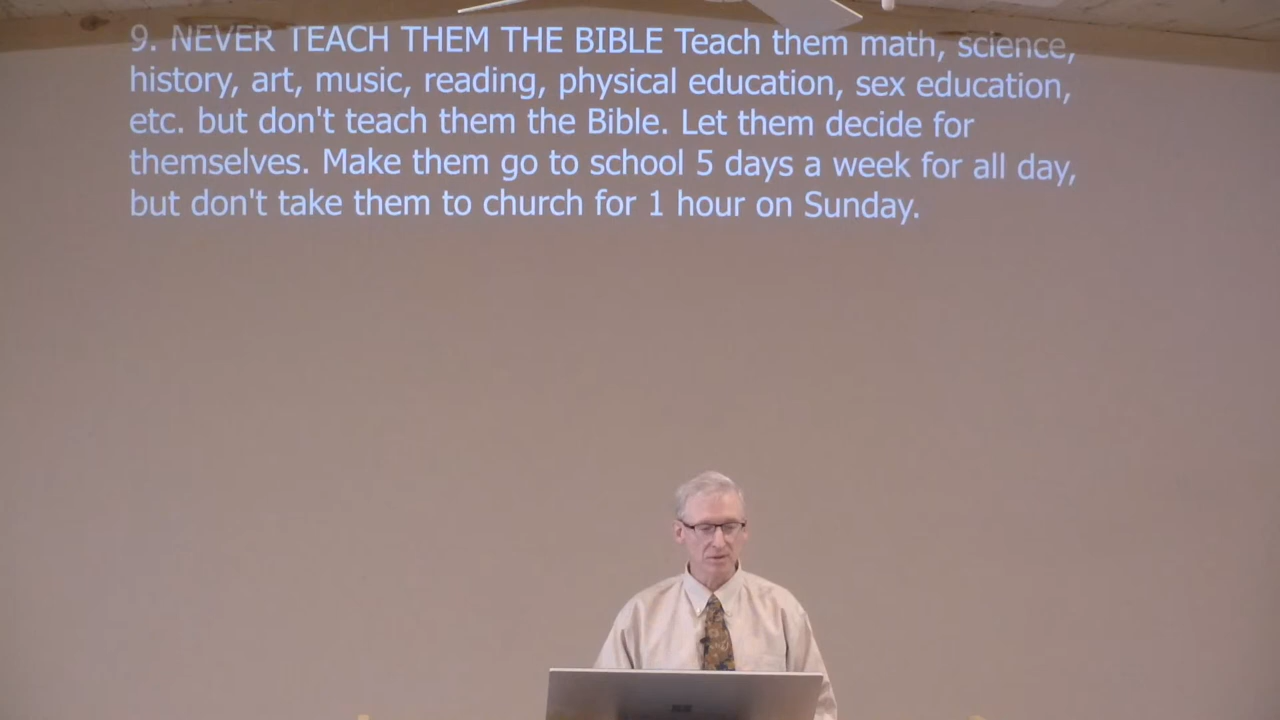 9. NEVER TEACH THEM THE BIBLE Teach them math, science,
history, art, music, reading, physical education, sex education,
etc. but don't teach them the Bible. Let them decide for
themselves. Make them go to school 5 days a week for all day,
but don't take them to church for 1 hour on Sunday.